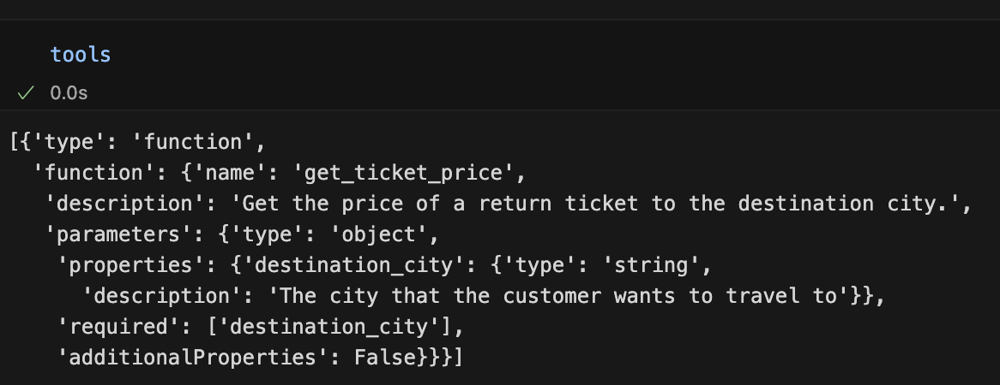 tools
0.0s
[{'type': 'function',
'function': {'name': 'get_ticket_price',
'description': 'Get the price of a return ticket to the destination city.',
'parameters': {'type': 'object',
'properties': {'destination_city': {'type': 'string',
'description': 'The city that the customer wants to travel to'}},
'required': ['destination_city'],
'additionalProperties': False}}}]